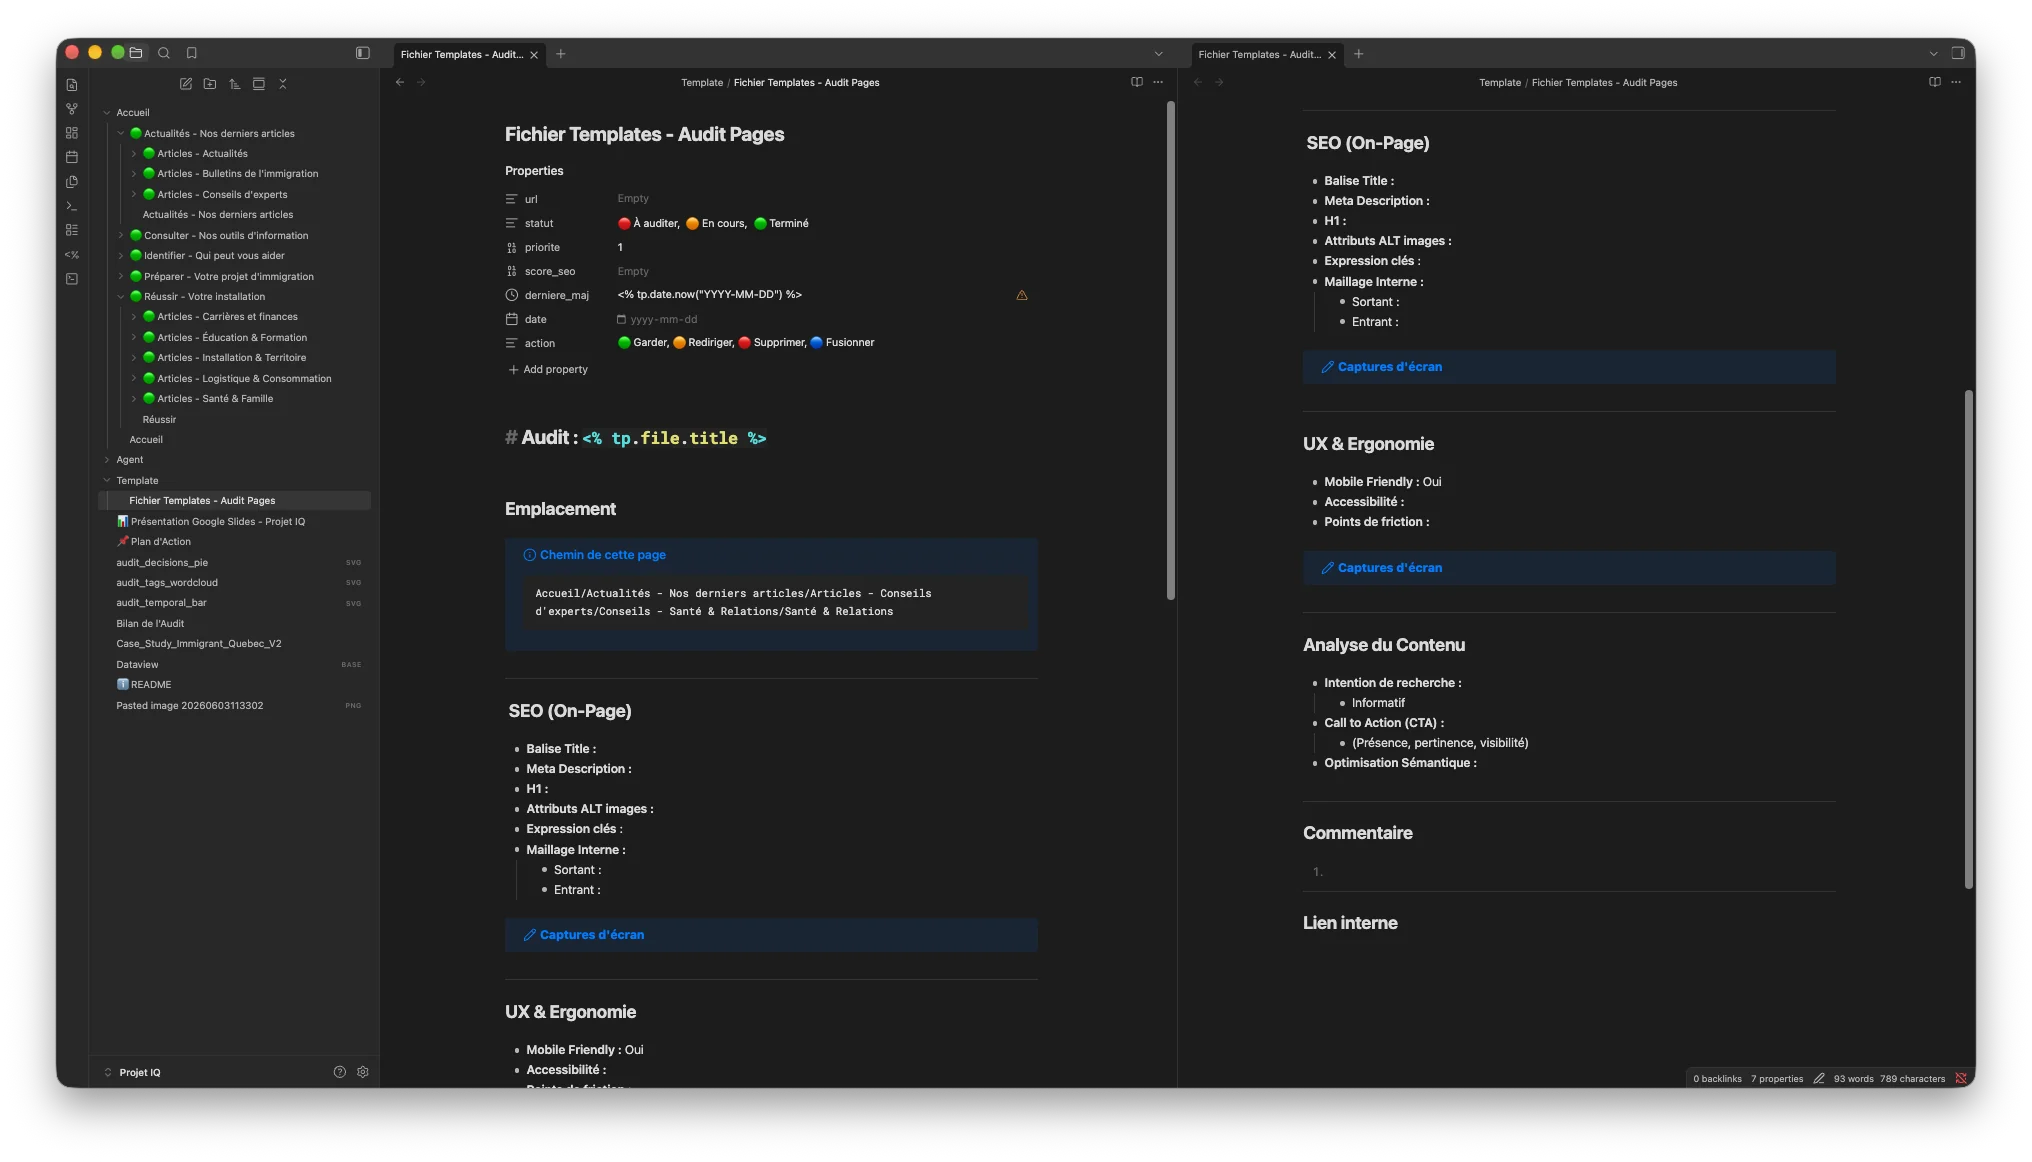 Fichier Templates - Audit...
Fichier Templates - Audit...
Accueil
Actualités - Nos derniers articles
Articles - Actualités
Articles - Bulletins de l'immigration
Articles - Conseils d'experts
Actualités - Nos derniers articles
Consulter - Nos outils d'information
Identifier - Qui peut vous aider
Préparer - Votre projet d'immigration
Réussir - Votre installation
Articles - Carrières et finances
Articles - Éducation & Formation
Articles - Installation & Territoire
Articles - Logistique & Consommation
Articles - Santé & Famille
Réussir
Accueil
Agent
Template
Fichier Templates - Audit Pages
Présentation Google Slides - Projet IQ
Plan d'Action
audit_decisions_pie SVG
audit_tags_wordcloud SVG
audit_temporal_bar SVG
Bilan de l'Audit
Case_Study_Immigrant_Quebec_V2
Dataview BASE
README
Pasted image 20260603113302 PNG
Projet IQ
Template / Fichier Templates - Audit Pages
Fichier Templates - Audit Pages
Properties
url Empty
statut À auditer, En cours, Terminé
priorite 1
score_seo Empty
derniere_maj <% tp.date.now("YYYY-MM-DD") %>
date yyyy-mm-dd
action Garder, Rediriger, Supprimer, Fusionner
+ Add property
# Audit : <% tp.file.title %>
Emplacement
Chemin de cette page
Accueil/Actualités - Nos derniers articles/Articles - Conseils
d'experts/Conseils - Santé & Relations/Santé & Relations
SEO (On-Page)
• Balise Title :
• Meta Description :
• H1 :
• Attributs ALT images :
• Expression clés :
• Maillage Interne :
• Sortant :
• Entrant :
Captures d'écran
UX & Ergonomie
• Mobile Friendly : Oui
• Accessibilité :
• Points de friction :
Template / Fichier Templates - Audit Pages
SEO (On-Page)
• Balise Title :
• Meta Description :
• H1 :
• Attributs ALT images :
• Expression clés :
• Maillage Interne :
• Sortant :
• Entrant :
Captures d'écran
UX & Ergonomie
• Mobile Friendly : Oui
• Accessibilité :
• Points de friction :
Captures d'écran
Analyse du Contenu
• Intention de recherche :
• Informatif
• Call to Action (CTA) :
• (Présence, pertinence, visibilité)
• Optimisation Sémantique :
Commentaire
1.
Lien interne
0 backlinks 7 properties 93 words 789 characters